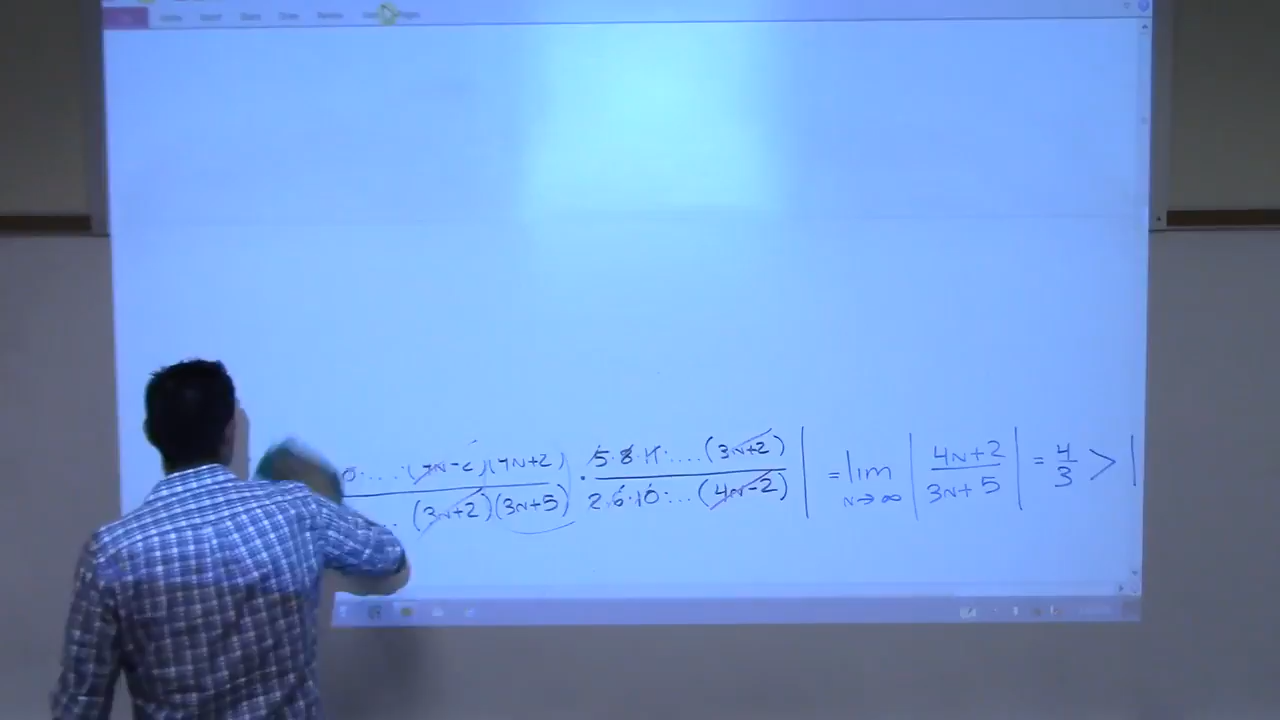 0·...·(4n-2)(4n+2) / ... (3n+2)(3n+5) · 5·8·11·...(3n+2) / 2·6·10·...(4n-2) | = lim n→∞ | 4n+2 / 3n+5 | = 4/3 > 1